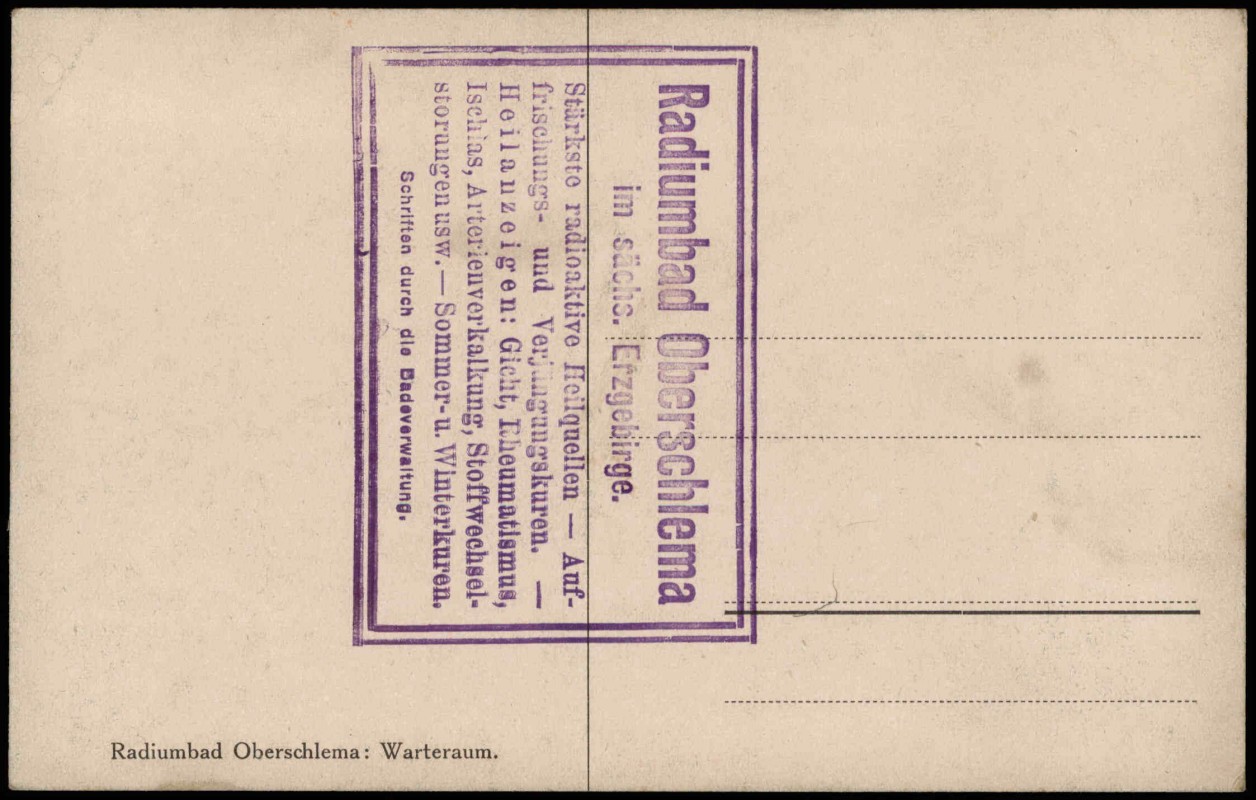 Radiumbad Oberschlema
im sächs. Erzgebirge.
Stärkste radioaktive Heilquellen — Auf-
frischungs- und Verjüngungskuren. —
Heilanzeigen: Gicht, Rheumatismus,
Ischias, Arterienverkalkung, Stoffwechsel-
storungen usw. — Sommer- u. Winterkuren.
Schriften durch die Badeverwaltung.
Radiumbad Oberschlema: Warteraum.